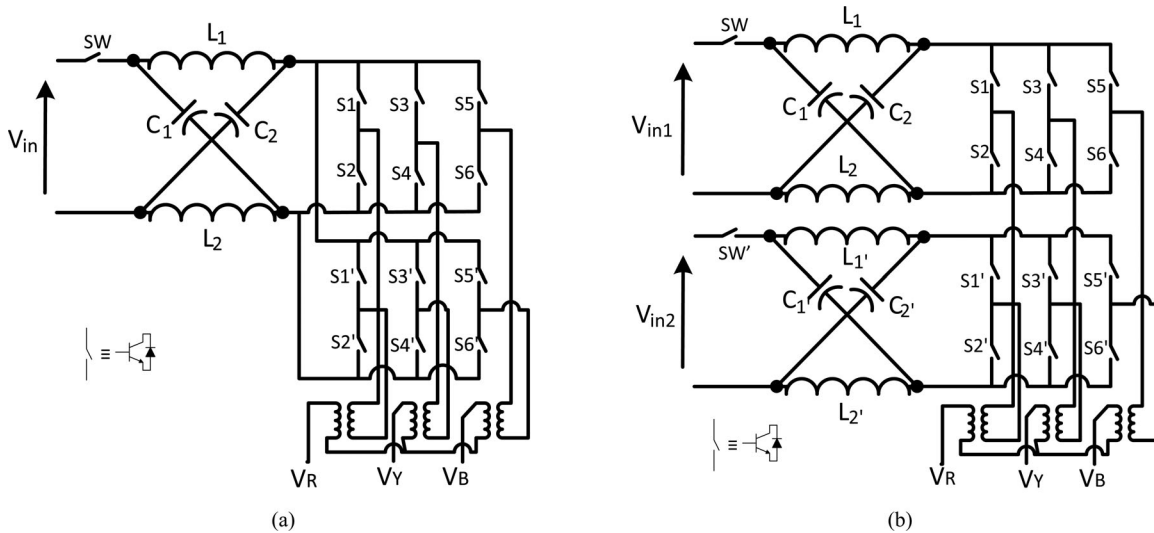 SW
L1
C1
C2
Vin
L2
S1
S3
S5
S2
S4
S6
S1'
S3'
S5'
S2'
S4'
S6'
≡
VR
VY
VB
(a)
SW
L1
C1
C2
Vin1
L2
S1
S3
S5
S2
S4
S6
SW'
L1'
C1'
C2'
Vin2
L2'
S1'
S3'
S5'
S2'
S4'
S6'
≡
VR
VY
VB
(b)